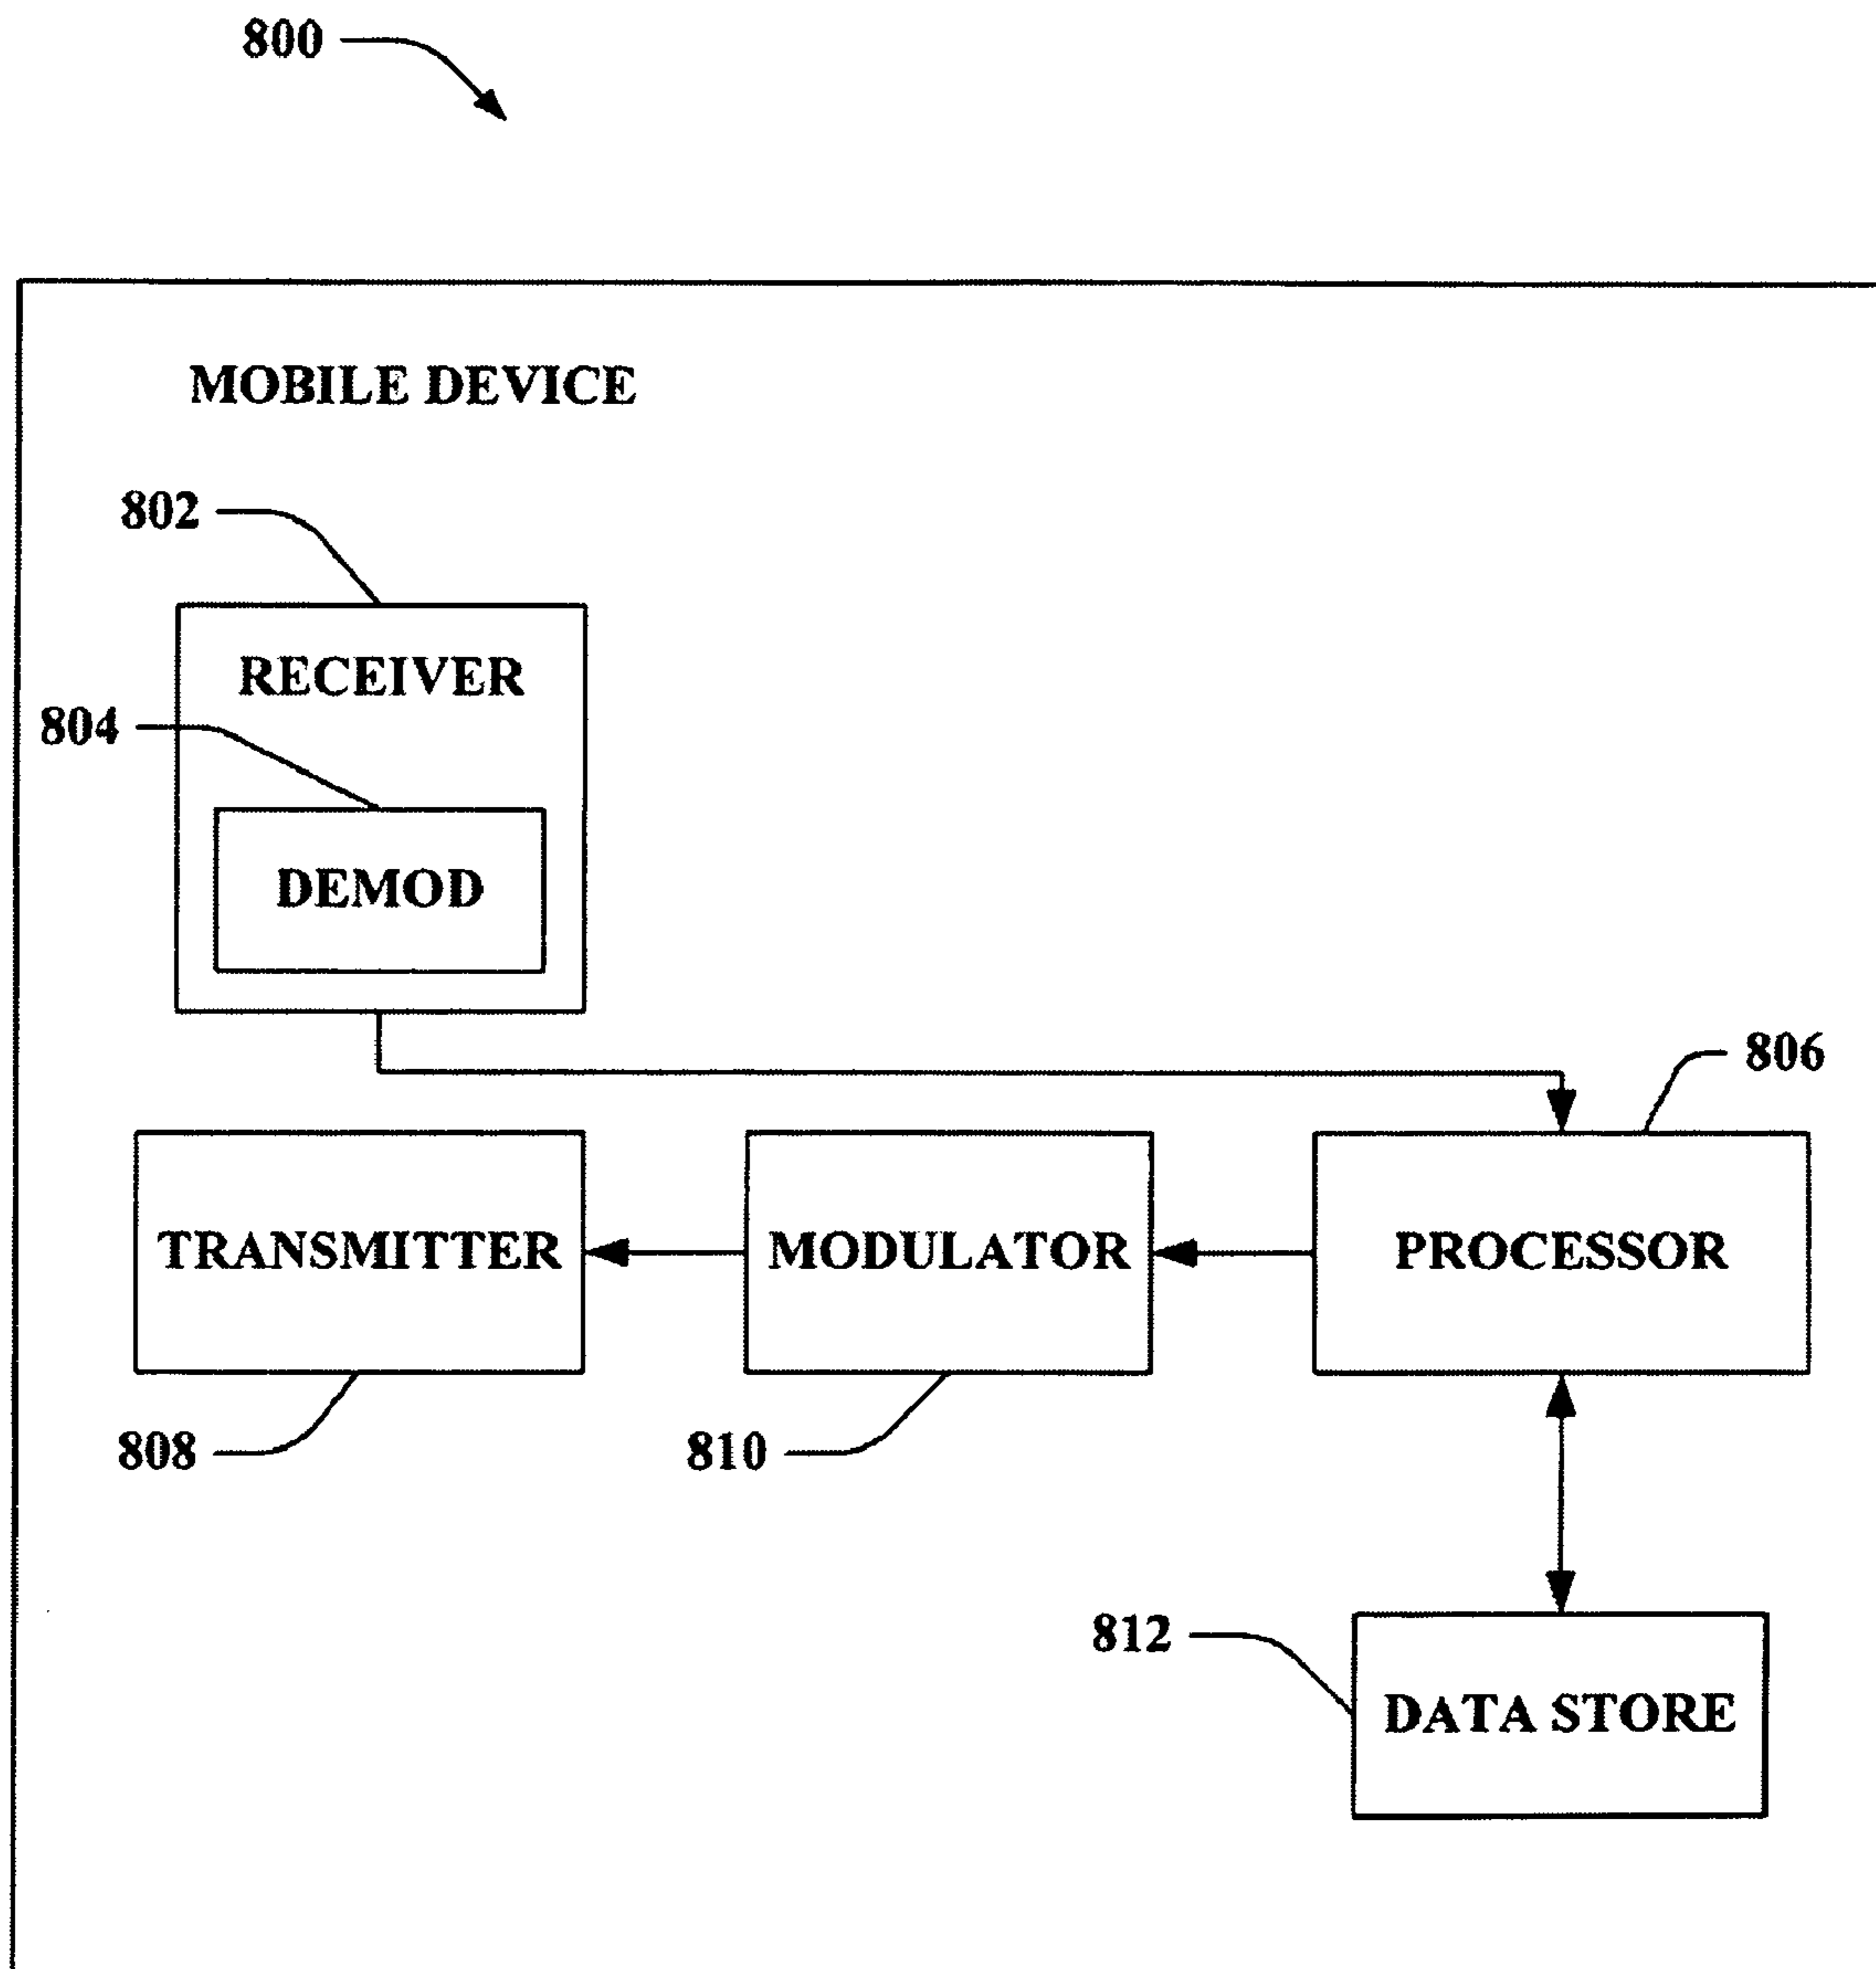 800
MOBILE DEVICE
802
RECEIVER
804
DEMOD
806
TRANSMITTER
MODULATOR
PROCESSOR
808
810
812
DATA STORE